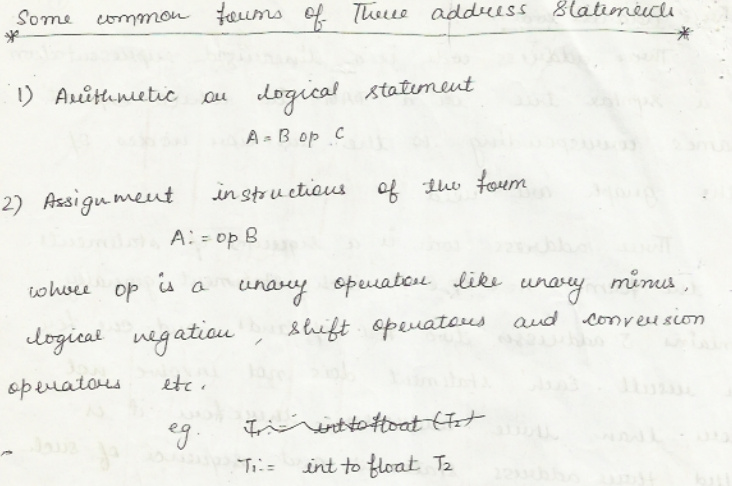 Some common forms of Three address Statements
1) Arithmetic or logical statement
A = B op C
2) Assignment instructions of the form
A := op B
where op is a unary operator like unary minus
logical negation, shift operators and conversion
operators etc.
eg. T1 := int to float (T2)
T1 := int to float T2